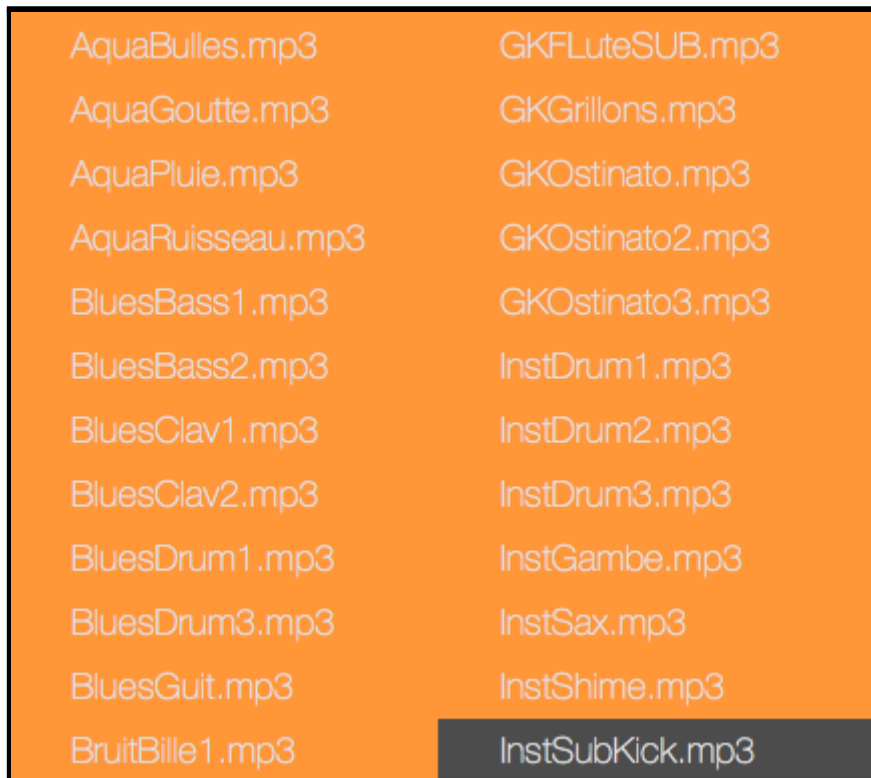 AquaBulles.mp3
AquaGoutte.mp3
AquaPluie.mp3
AquaRuisseau.mp3
BluesBass1.mp3
BluesBass2.mp3
BluesClav1.mp3
BluesClav2.mp3
BluesDrum1.mp3
BluesDrum3.mp3
BluesGuit.mp3
BruitBille1.mp3
GKFLuteSUB.mp3
GKGrillons.mp3
GKOstinato.mp3
GKOstinato2.mp3
GKOstinato3.mp3
InstDrum1.mp3
InstDrum2.mp3
InstDrum3.mp3
InstGambe.mp3
InstSax.mp3
InstShime.mp3
InstSubKick.mp3